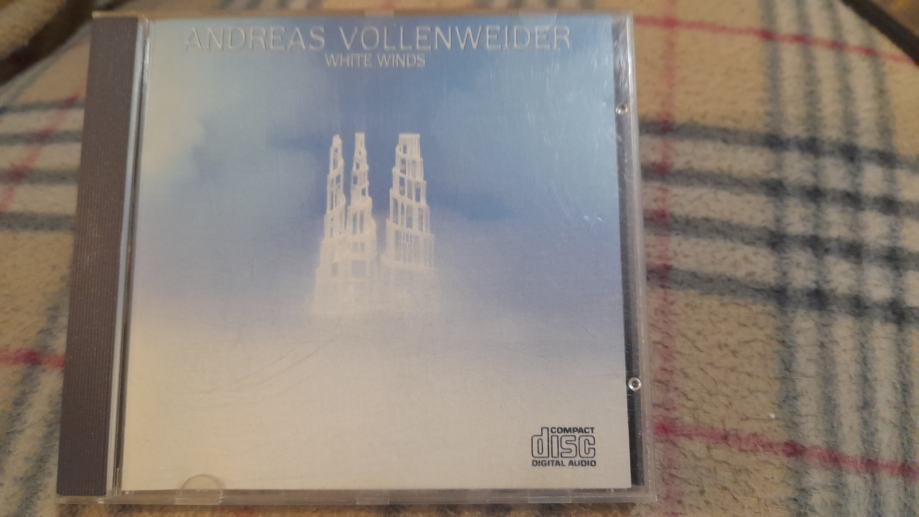 ANDREAS VOLLENWEIDER
WHITE WINDS
COMPACT
disc
DIGITAL AUDIO